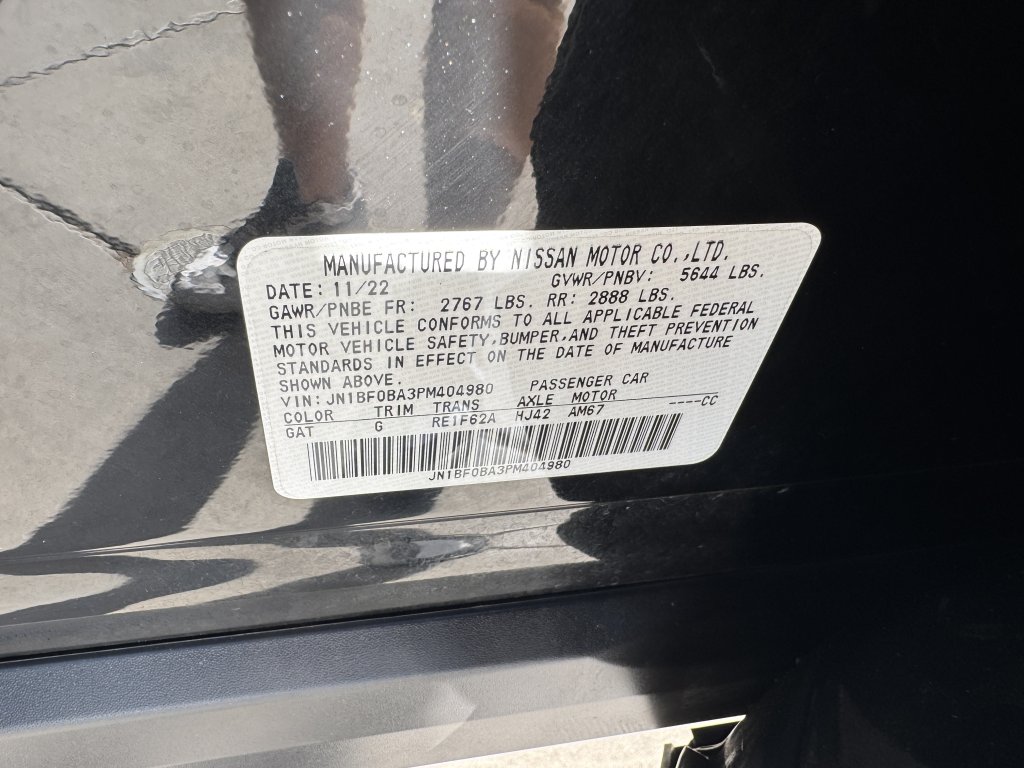 MANUFACTURED BY NISSAN MOTOR CO.,LTD.
DATE: 11/22 GVWR/PNBV: 5644 LBS.
GAWR/PNBE FR: 2767 LBS. RR: 2888 LBS.
THIS VEHICLE CONFORMS TO ALL APPLICABLE FEDERAL
MOTOR VEHICLE SAFETY,BUMPER,AND THEFT PREVENTION
STANDARDS IN EFFECT ON THE DATE OF MANUFACTURE
SHOWN ABOVE.
VIN: JN1BF0BA3PM404980 PASSENGER CAR
COLOR TRIM TRANS AXLE MOTOR ----CC
GAT G RE1F62A HJ42 AM67
JN1BF0BA3PM404980